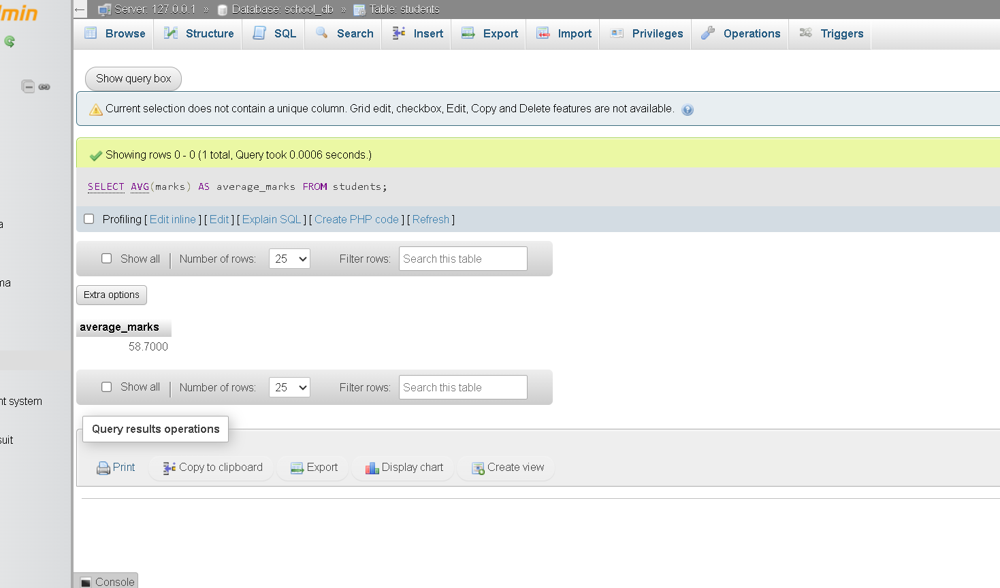 Server: 127.0.0.1 » Database: school_db » Table: students
Browse Structure SQL Search Insert Export Import Privileges Operations Triggers
Show query box
Current selection does not contain a unique column. Grid edit, checkbox, Edit, Copy and Delete features are not available.
Showing rows 0 - 0 (1 total, Query took 0.0006 seconds.)
SELECT AVG(marks) AS average_marks FROM students;
Profiling [ Edit inline ] [ Edit ] [ Explain SQL ] [ Create PHP code ] [ Refresh ]
Show all | Number of rows: 25 Filter rows: Search this table
Extra options
average_marks
58.7000
Show all | Number of rows: 25 Filter rows: Search this table
nt system
Query results operations
suit
Print Copy to clipboard Export Display chart Create view
Console